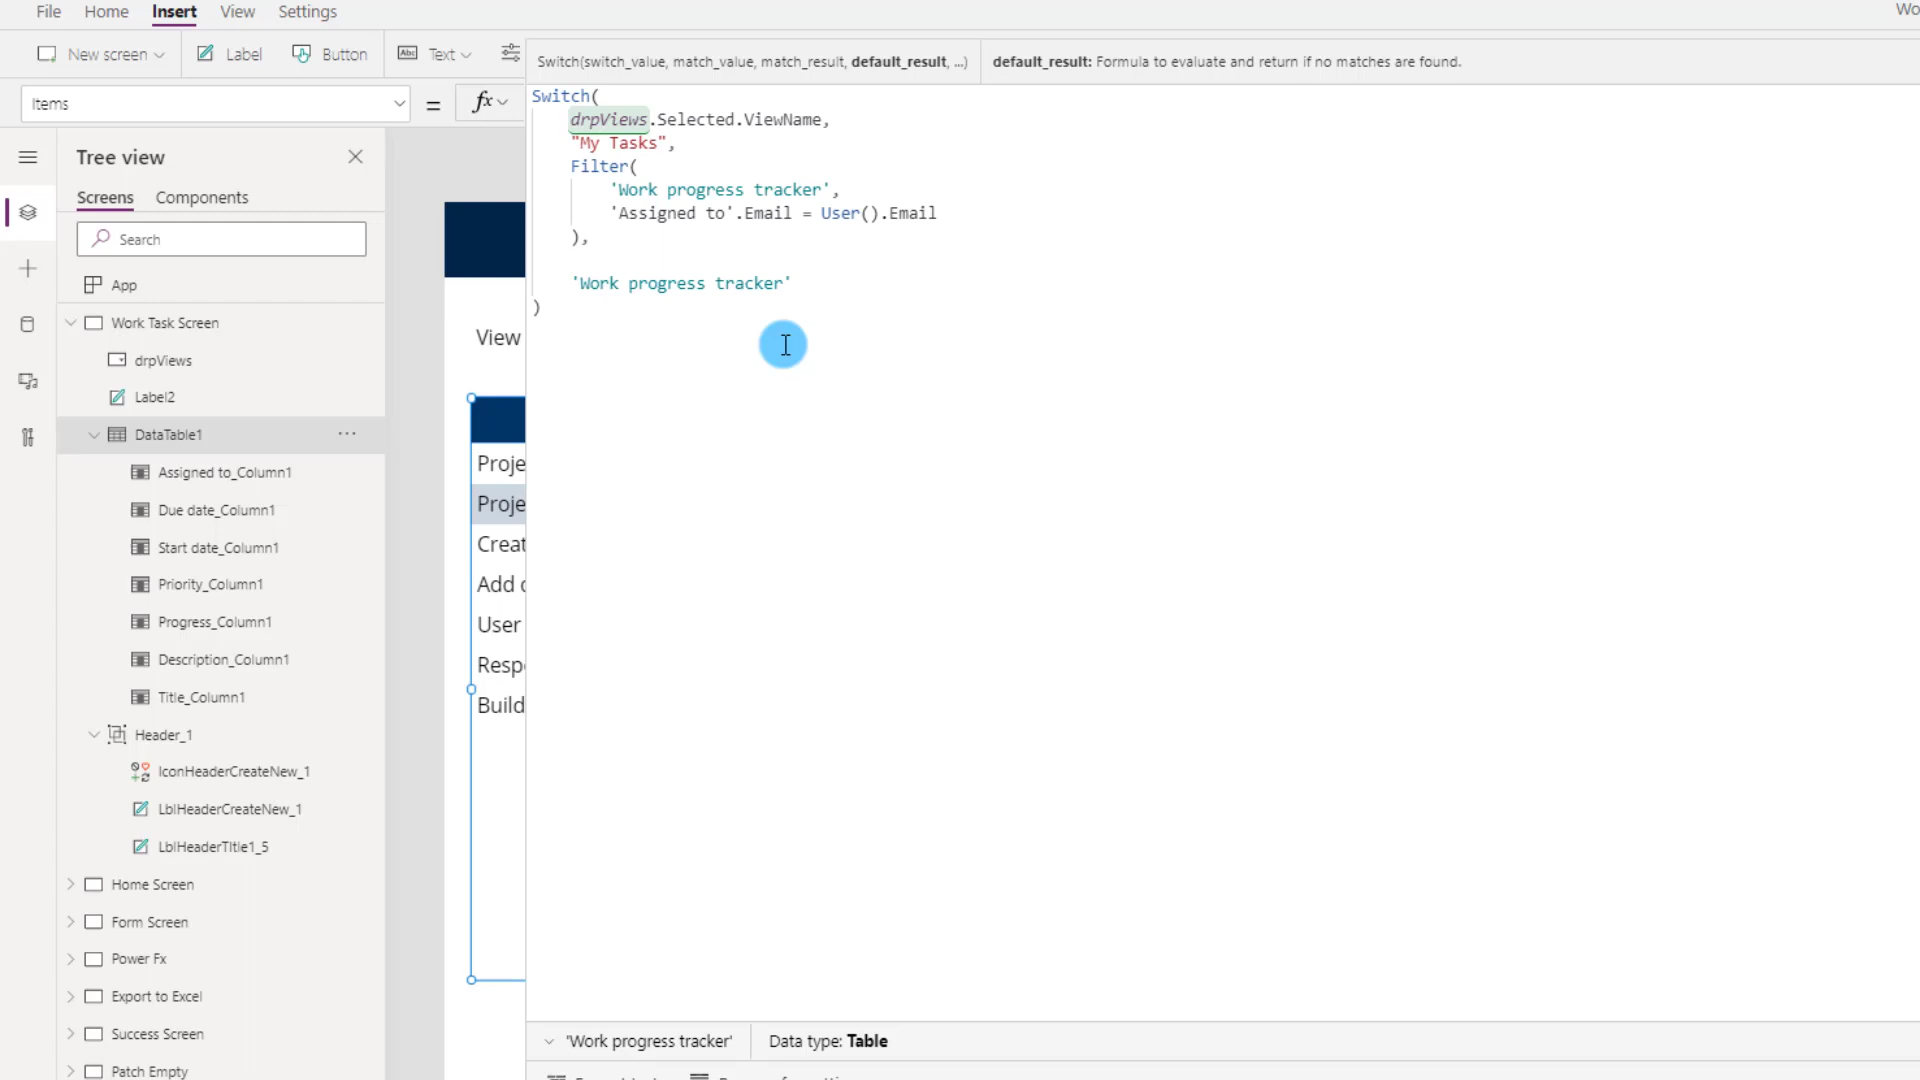 File Home Insert View Settings
Wo
New screen Label Button Abc Text
Switch(switch_value, match_value, match_result, default_result, ...) default_result: Formula to evaluate and return if no matches are found.
Items = fx
Switch(
drpViews.Selected.ViewName,
"My Tasks",
Filter(
'Work progress tracker',
'Assigned to'.Email = User().Email
),
'Work progress tracker'
)
Tree view
Screens Components
Search
App
Work Task Screen
drpViews
Label2
DataTable1
Assigned to_Column1
Due date_Column1
Start date_Column1
Priority_Column1
Progress_Column1
Description_Column1
Title_Column1
Header_1
IconHeaderCreateNew_1
LblHeaderCreateNew_1
LblHeaderTitle1_5
Home Screen
Form Screen
Power Fx
Export to Excel
Success Screen
Patch Empty
View
Proje
Proje
Creat
Add
User
Resp
Build
'Work progress tracker' Data type: Table